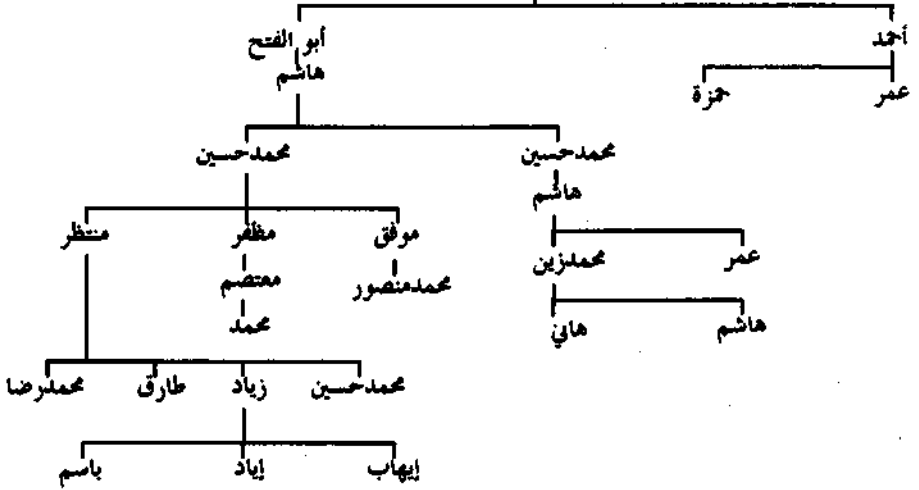 أحمد أبو الفتح
هاشم
عمر حمزة
محمدحسين محمدحسين
هاشم
موفق مظفر منتظر
عمر محمدزين
معتصم
محمدمنصور
محمد
هاشم هاني
محمدحسين زياد طارق محمدرضا
إيهاب إياد باسم